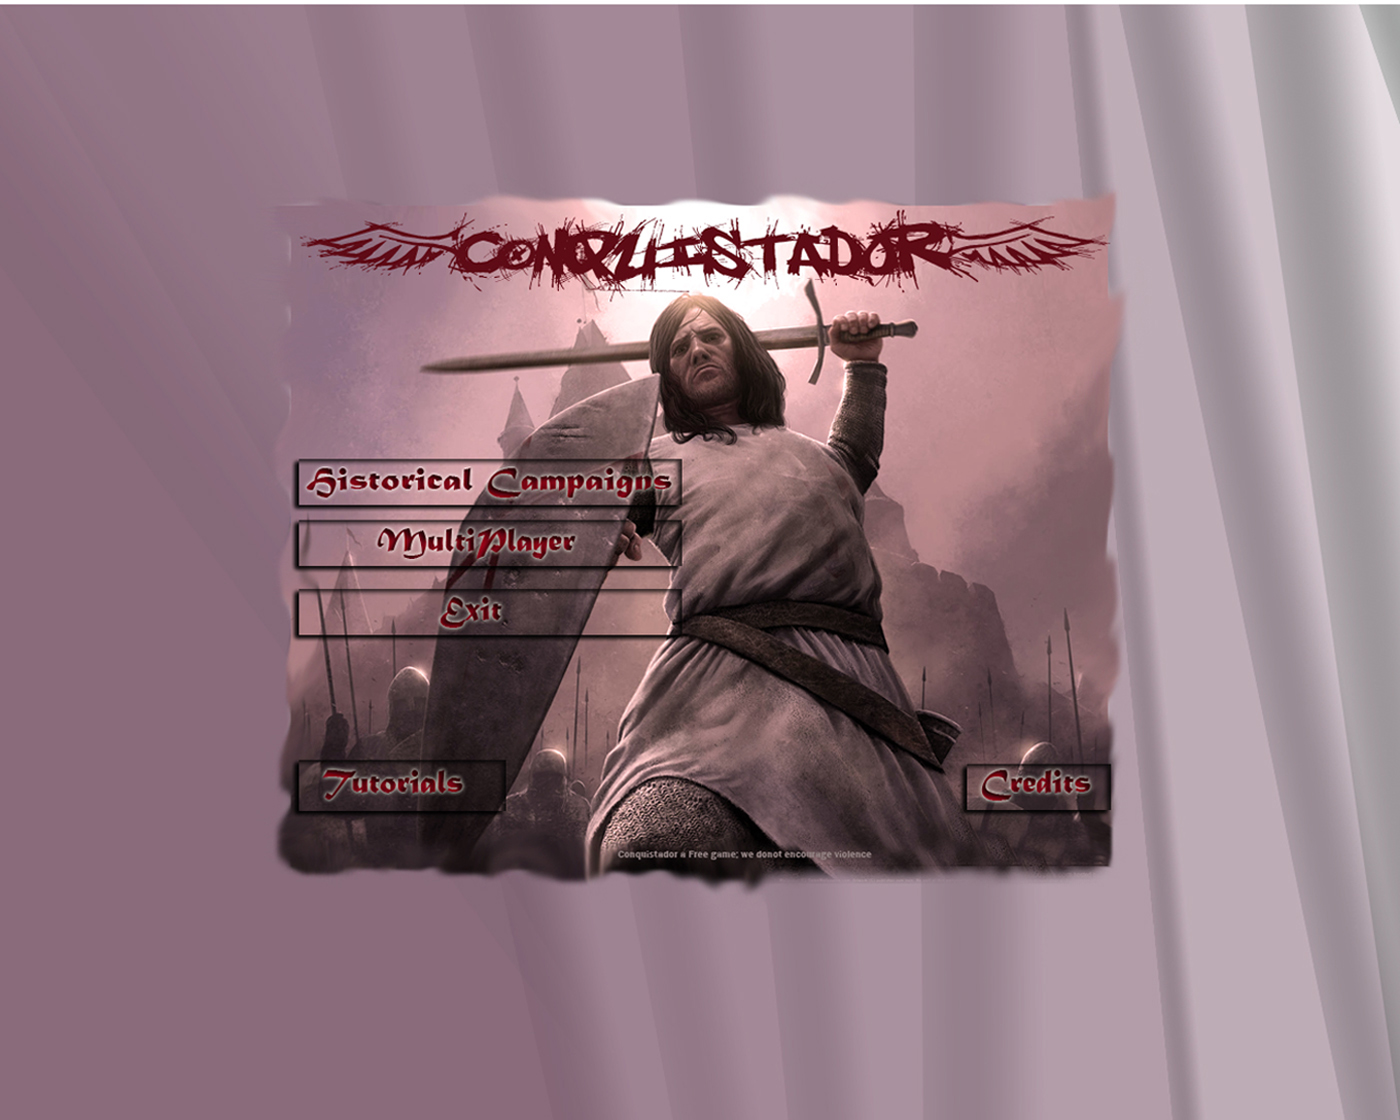 CONQUISTADOR
Historical Campaigns
MultiPlayer
Exit
Tutorials
Credits
Conquistador a Free game; we donot encourage violence